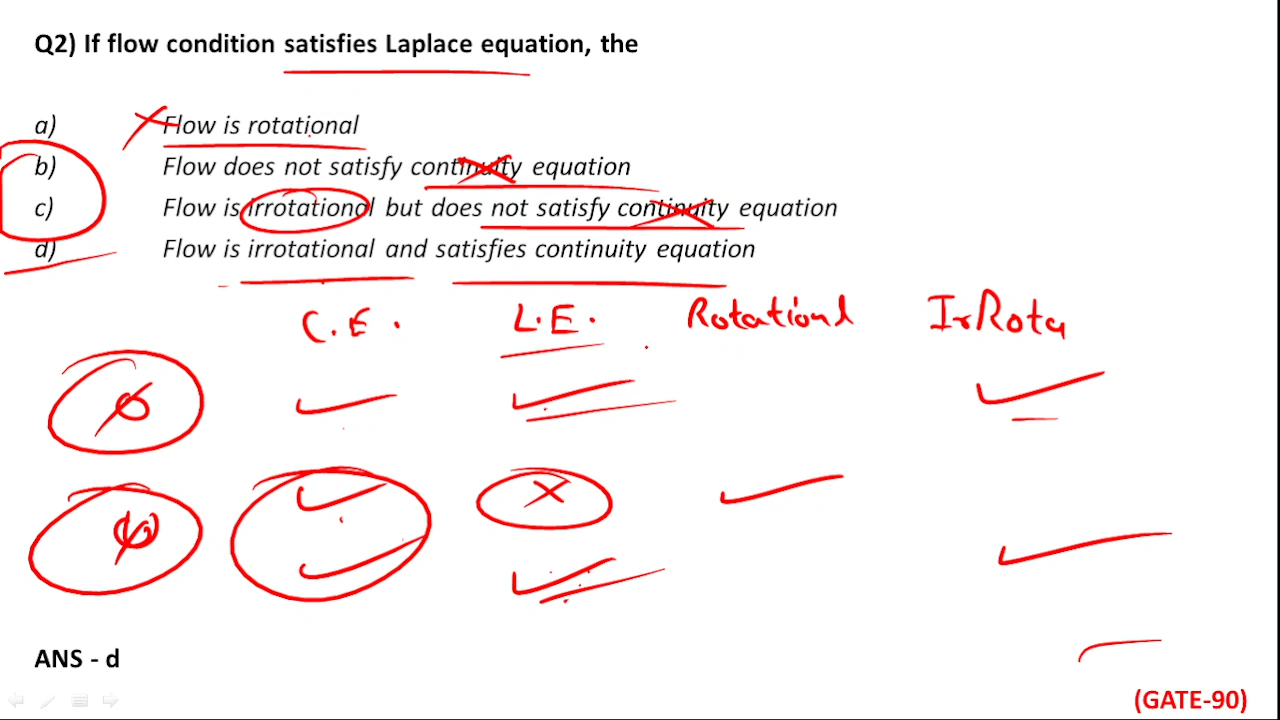 Q2) If flow condition satisfies Laplace equation, the
a) Flow is rotational
b) Flow does not satisfy continuity equation
c) Flow is irrotational but does not satisfy continuity equation
d) Flow is irrotational and satisfies continuity equation
C.E. L.E. Rotational IrRota
ϕ
ψ
ANS - d
(GATE-90)